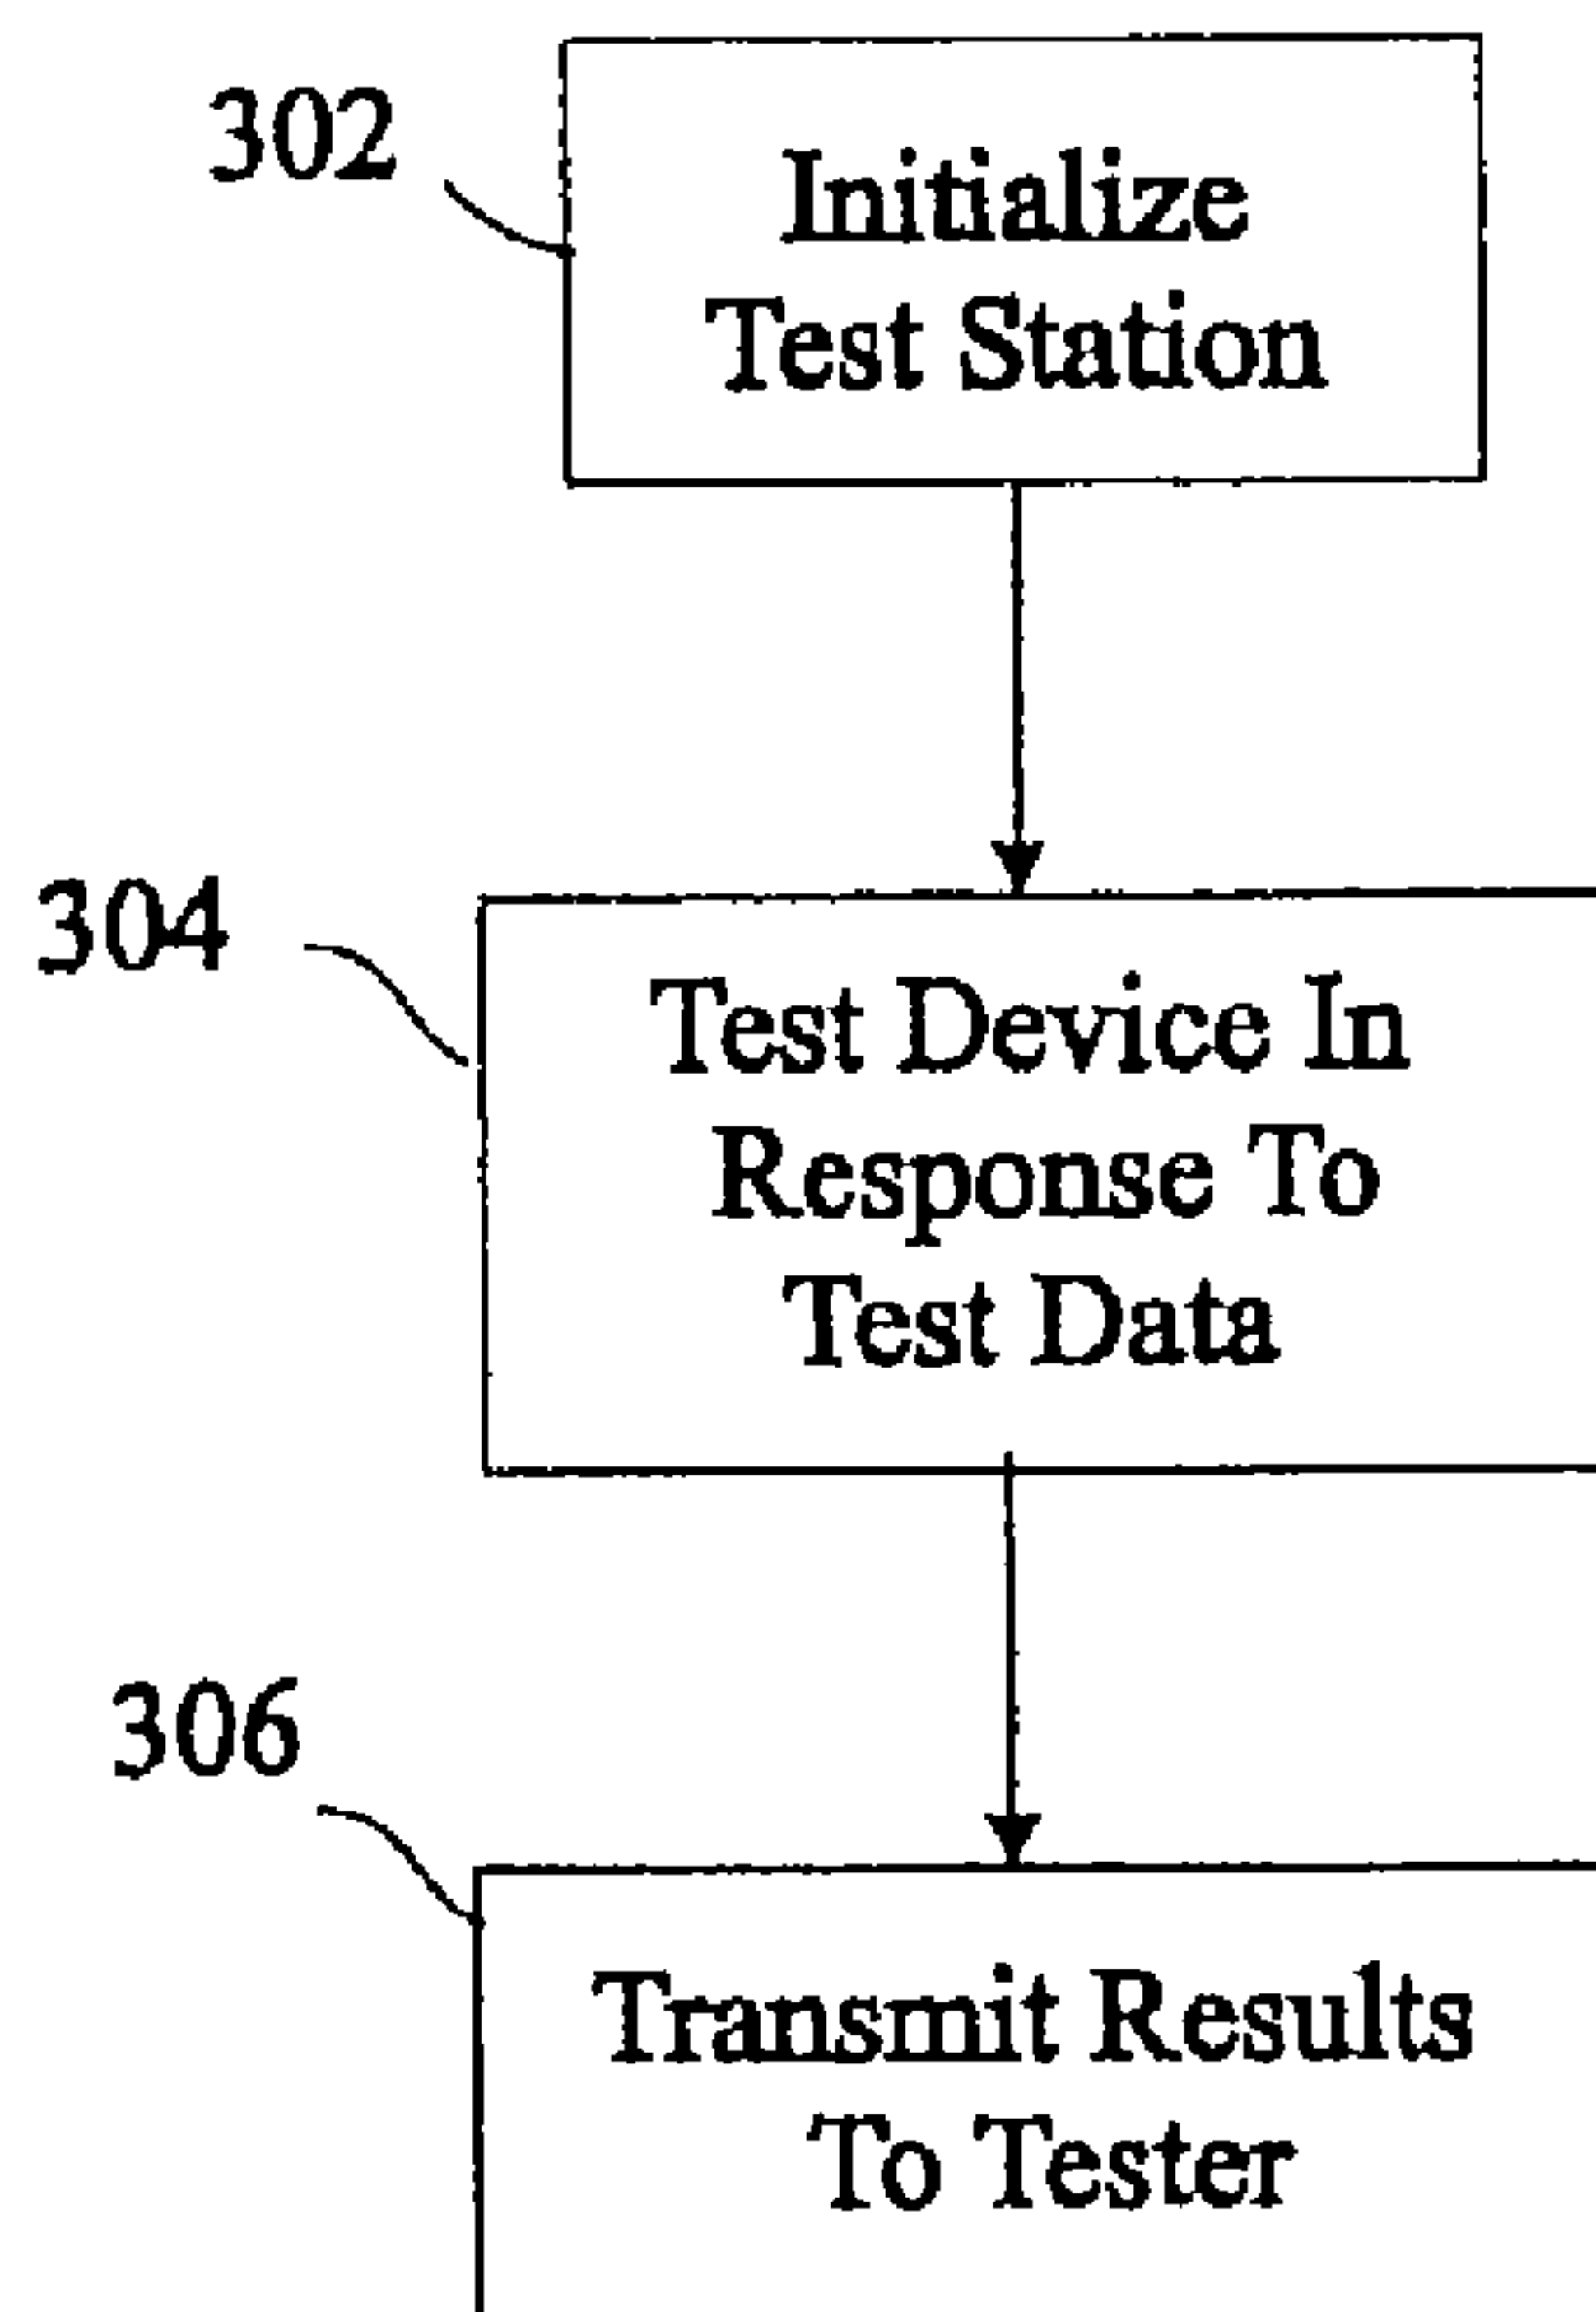 302
Initialize
Test Station
304
Test Device In
Response To
Test Data
306
Transmit Results
To Tester